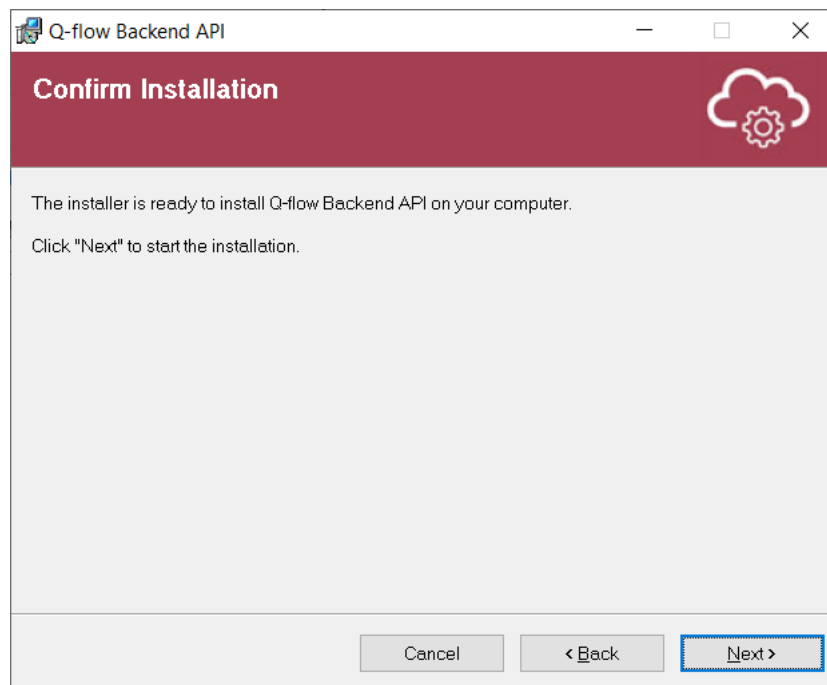 Q-flow Backend API
Confirm Installation
The installer is ready to install Q-flow Backend API on your computer.
Click "Next" to start the installation.
Cancel
< Back
Next >